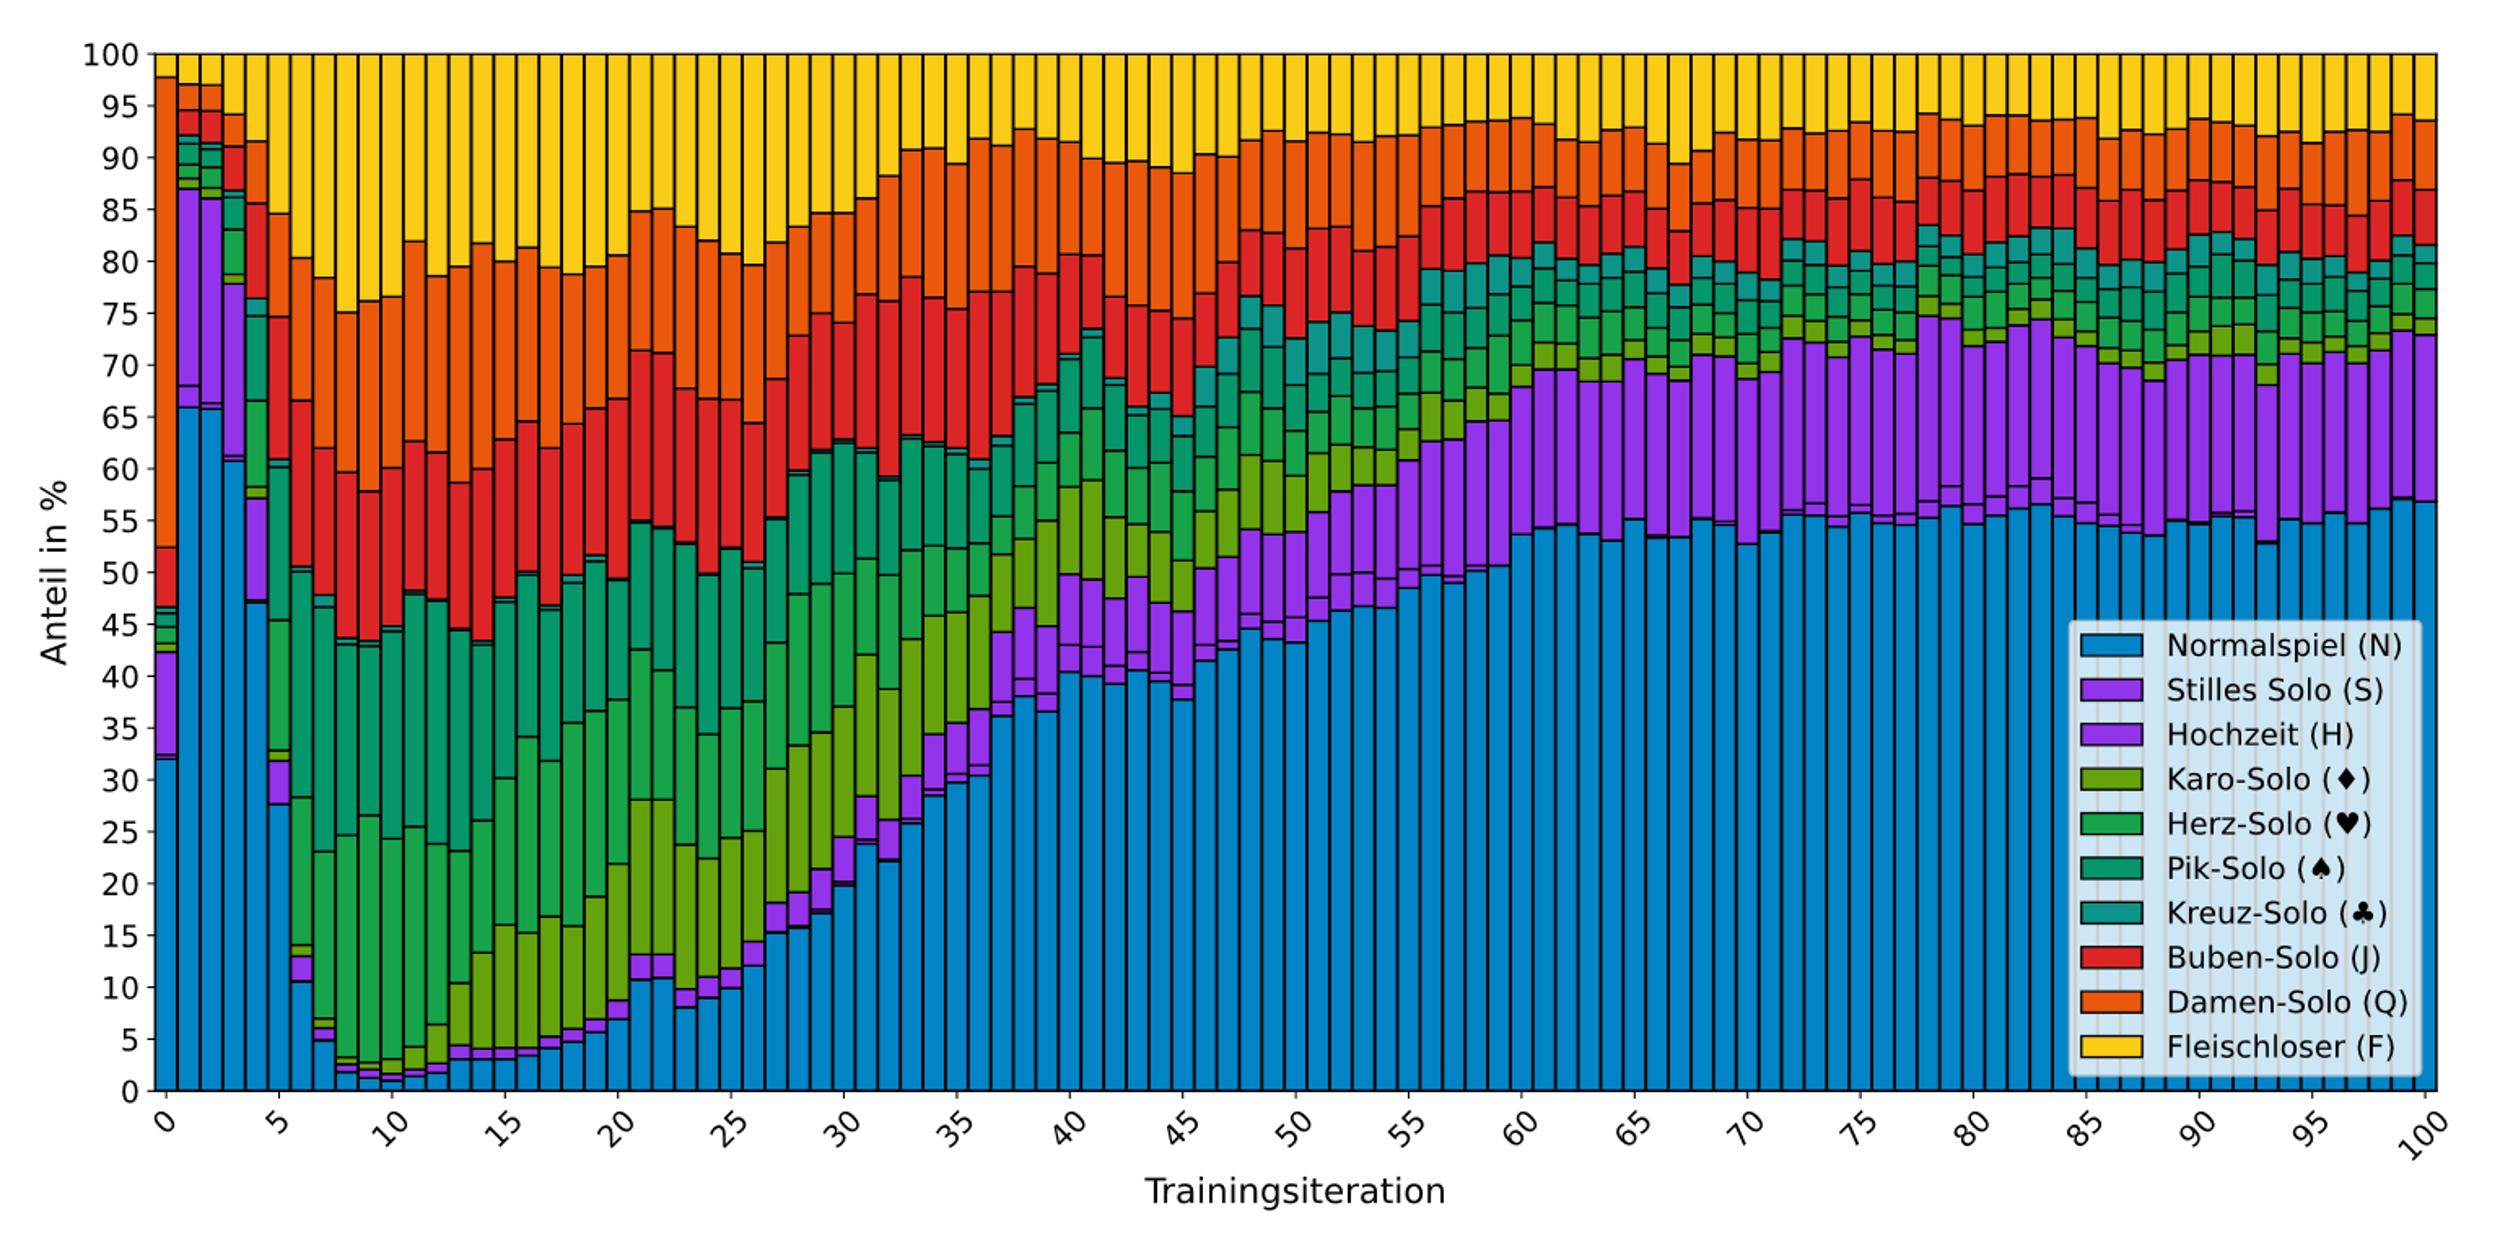 100
95
90
85
80
75
70
65
60
55
50
45
40
35
30
25
20
15
10
5
0
Anteil in %
Normalspiel (N)
Stilles Solo (S)
Hochzeit (H)
Karo-Solo (♦)
Herz-Solo (♥)
Pik-Solo (♠)
Kreuz-Solo (♣)
Buben-Solo (J)
Damen-Solo (Q)
Fleischloser (F)
0 5 10 15 20 25 30 35 40 45 50 55 60 65 70 75 80 85 90 95 100
Trainingsiteration